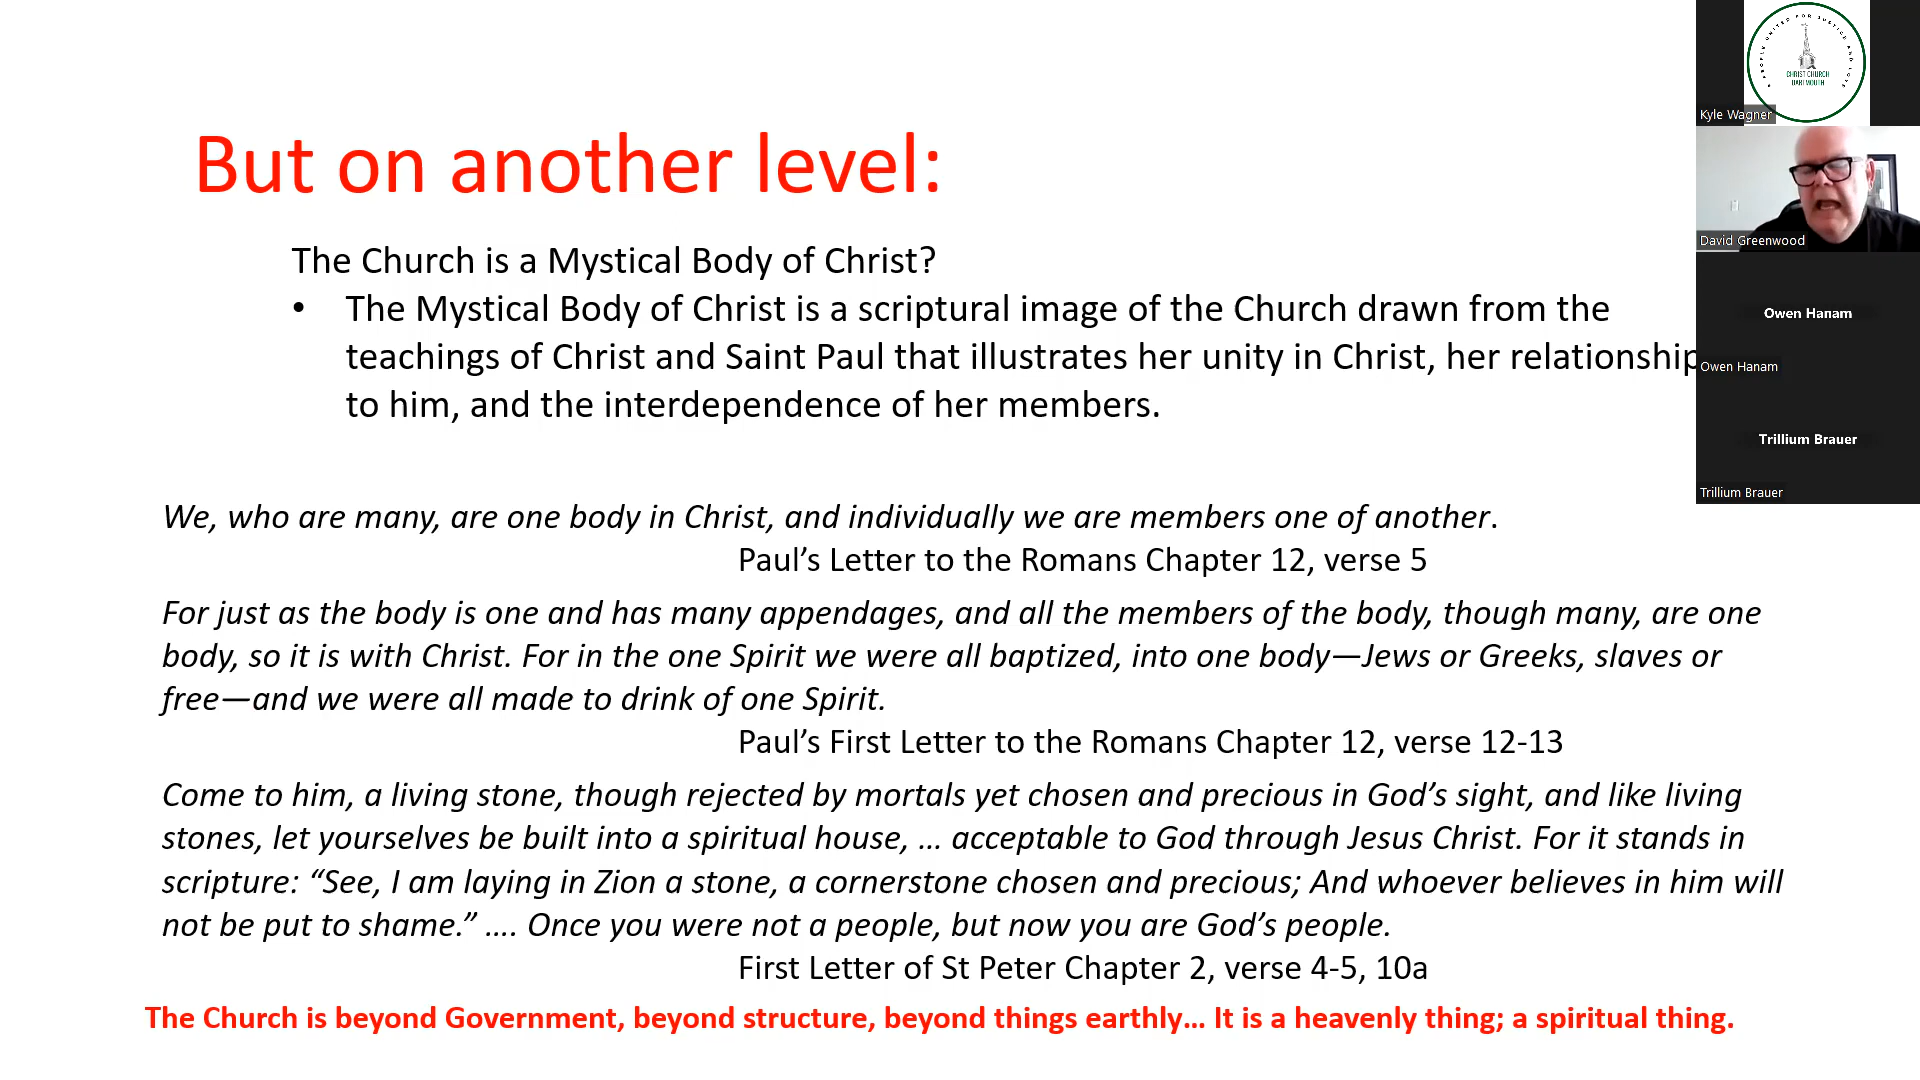 But on another level:
The Church is a Mystical Body of Christ?
• The Mystical Body of Christ is a scriptural image of the Church drawn from the
teachings of Christ and Saint Paul that illustrates her unity in Christ, her relationship
to him, and the interdependence of her members.
We, who are many, are one body in Christ, and individually we are members one of another.
Paul’s Letter to the Romans Chapter 12, verse 5
For just as the body is one and has many appendages, and all the members of the body, though many, are one
body, so it is with Christ. For in the one Spirit we were all baptized, into one body—Jews or Greeks, slaves or
free—and we were all made to drink of one Spirit.
Paul’s First Letter to the Romans Chapter 12, verse 12-13
Come to him, a living stone, though rejected by mortals yet chosen and precious in God’s sight, and like living
stones, let yourselves be built into a spiritual house, … acceptable to God through Jesus Christ. For it stands in
scripture: “See, I am laying in Zion a stone, a cornerstone chosen and precious; And whoever believes in him will
not be put to shame.” …. Once you were not a people, but now you are God’s people.
First Letter of St Peter Chapter 2, verse 4-5, 10a
The Church is beyond Government, beyond structure, beyond things earthly… It is a heavenly thing; a spiritual thing.
A PEOPLE UNITED FOR JUSTICE AND LOVE
CHRIST CHURCH
DARTMOUTH
Kyle Wagner
David Greenwood
Owen Hanam
Owen Hanam
Trillium Brauer
Trillium Brauer